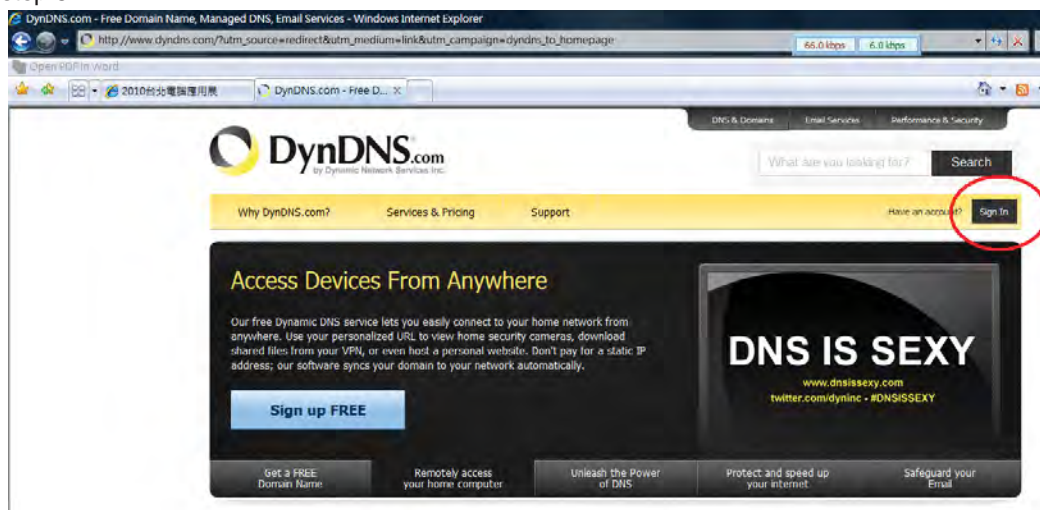 DynDNS.com - Free Domain Name, Managed DNS, Email Services - Windows Internet Explorer
http://www.dyndns.com/?utm_source=redirect&utm_medium=link&utm_campaign=dyndns_to_homepage
66.0 kbps 6.0 kbps
Open PDF in Word
2010台北電腦應用展 DynDNS.com - Free D... X
DNS & Domains Email Services Performance & Security
DynDNS.com
by Dynamic Network Services Inc.
What are you looking for? Search
Why DynDNS.com? Services & Pricing Support Have an account? Sign In
Access Devices From Anywhere
Our free Dynamic DNS service lets you easily connect to your home network from
anywhere. Use your personalized URL to view home security cameras, download
shared files from your VPN, or even host a personal website. Don't pay for a static IP
address; our software syncs your domain to your network automatically.
Sign up FREE
DNS IS SEXY
www.dnsissexy.com
twitter.com/dyninc - #DNSISSEXY
Get a FREE
Domain Name
Remotely access
your home computer
Unleash the Power
of DNS
Protect and speed up
your internet
Safeguard your
Email